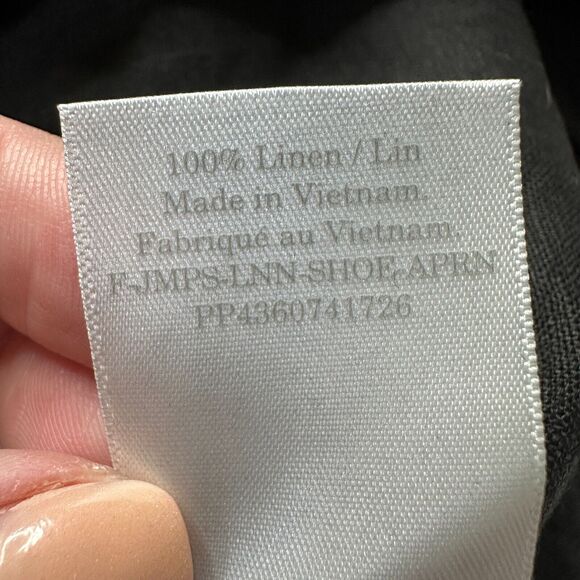 100% Linen / Lin
Made in Vietnam.
Fabriqué au Vietnam.
F-JMPS-LNN-SHOE, APRN
PP4360741726